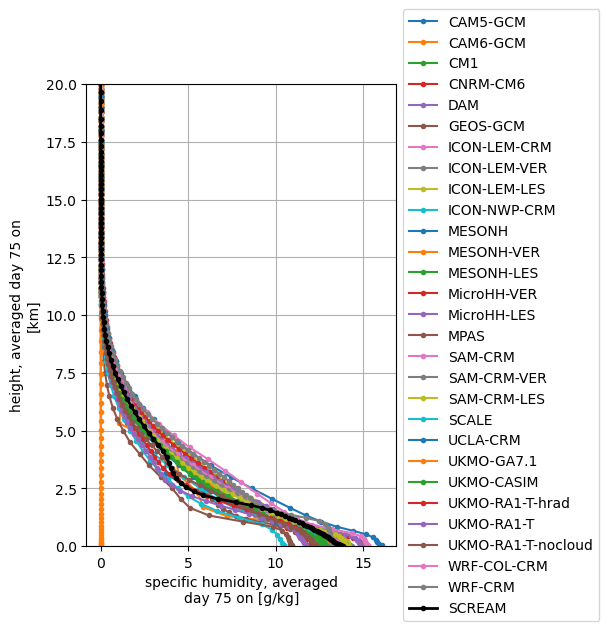 CAM5-GCM
CAM6-GCM
CM1
CNRM-CM6
DAM
GEOS-GCM
ICON-LEM-CRM
ICON-LEM-VER
ICON-LEM-LES
ICON-NWP-CRM
MESONH
MESONH-VER
MESONH-LES
MicroHH-VER
MicroHH-LES
MPAS
SAM-CRM
SAM-CRM-VER
SAM-CRM-LES
SCALE
UCLA-CRM
UKMO-GA7.1
UKMO-CASIM
UKMO-RA1-T-hrad
UKMO-RA1-T
UKMO-RA1-T-nocloud
WRF-COL-CRM
WRF-CRM
SCREAM
height, averaged day 75 on
[km]
20.0
17.5
15.0
12.5
10.0
7.5
5.0
2.5
0.0
0
5
10
15
specific humidity, averaged
day 75 on [g/kg]